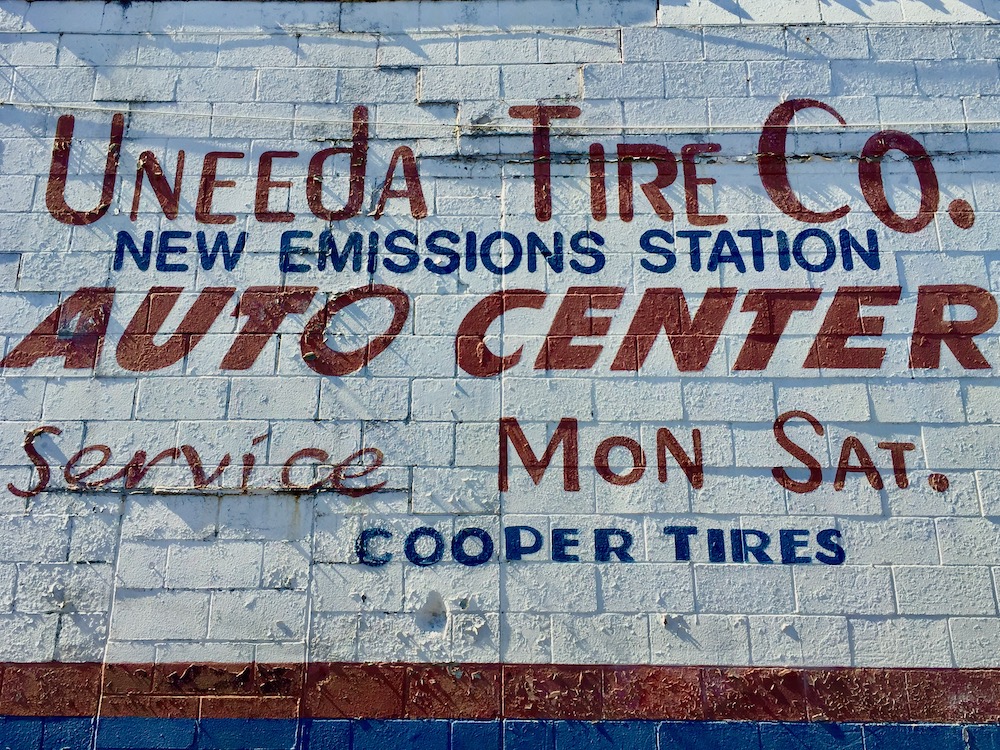 UNEEdA TIRE CO.
NEW EMISSIONS STATION
AUTO CENTER
Service MON SAT.
COOPER TIRES